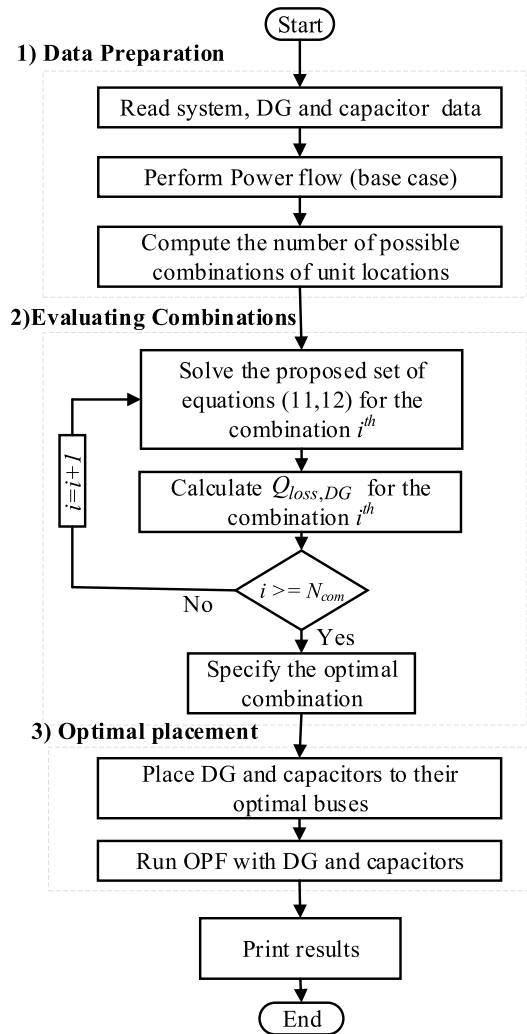 Start
1) Data Preparation
Read system, DG and capacitor data
Perform Power flow (base case)
Compute the number of possible
combinations of unit locations
2)Evaluating Combinations
Solve the proposed set of
equations (11,12) for the
combination i^th
i=i+1
Calculate Q_loss,DG for the
combination i^th
i >= N_com
No
Yes
Specify the optimal
combination
3) Optimal placement
Place DG and capacitors to their
optimal buses
Run OPF with DG and capacitors
Print results
End